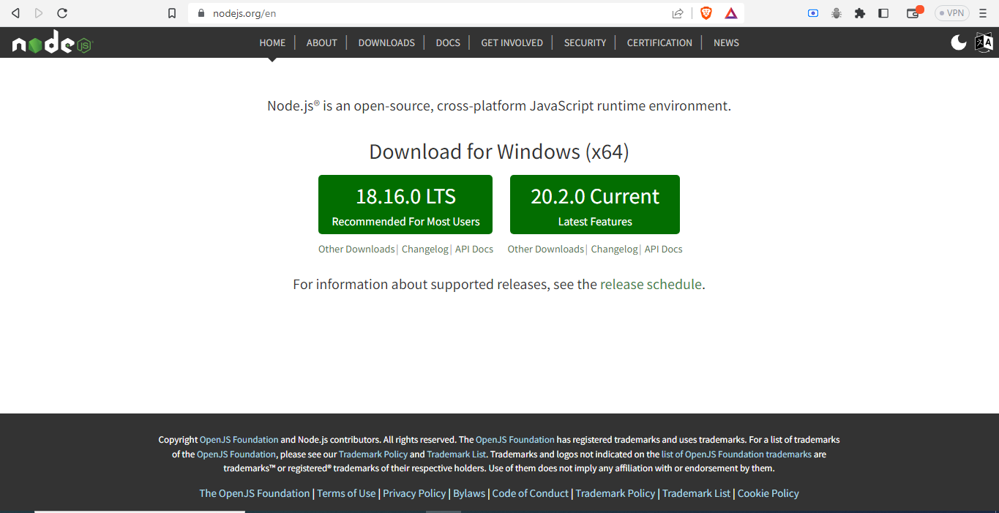 nodejs.org/en
VPN
node JS
HOME ABOUT DOWNLOADS DOCS GET INVOLVED SECURITY CERTIFICATION NEWS
Node.js® is an open-source, cross-platform JavaScript runtime environment.
Download for Windows (x64)
18.16.0 LTS
Recommended For Most Users
20.2.0 Current
Latest Features
Other Downloads | Changelog | API Docs
Other Downloads | Changelog | API Docs
For information about supported releases, see the release schedule.
Copyright OpenJS Foundation and Node.js contributors. All rights reserved. The OpenJS Foundation has registered trademarks and uses trademarks. For a list of trademarks
of the OpenJS Foundation, please see our Trademark Policy and Trademark List. Trademarks and logos not indicated on the list of OpenJS Foundation trademarks are
trademarks™ or registered® trademarks of their respective holders. Use of them does not imply any affiliation with or endorsement by them.
The OpenJS Foundation | Terms of Use | Privacy Policy | Bylaws | Code of Conduct | Trademark Policy | Trademark List | Cookie Policy